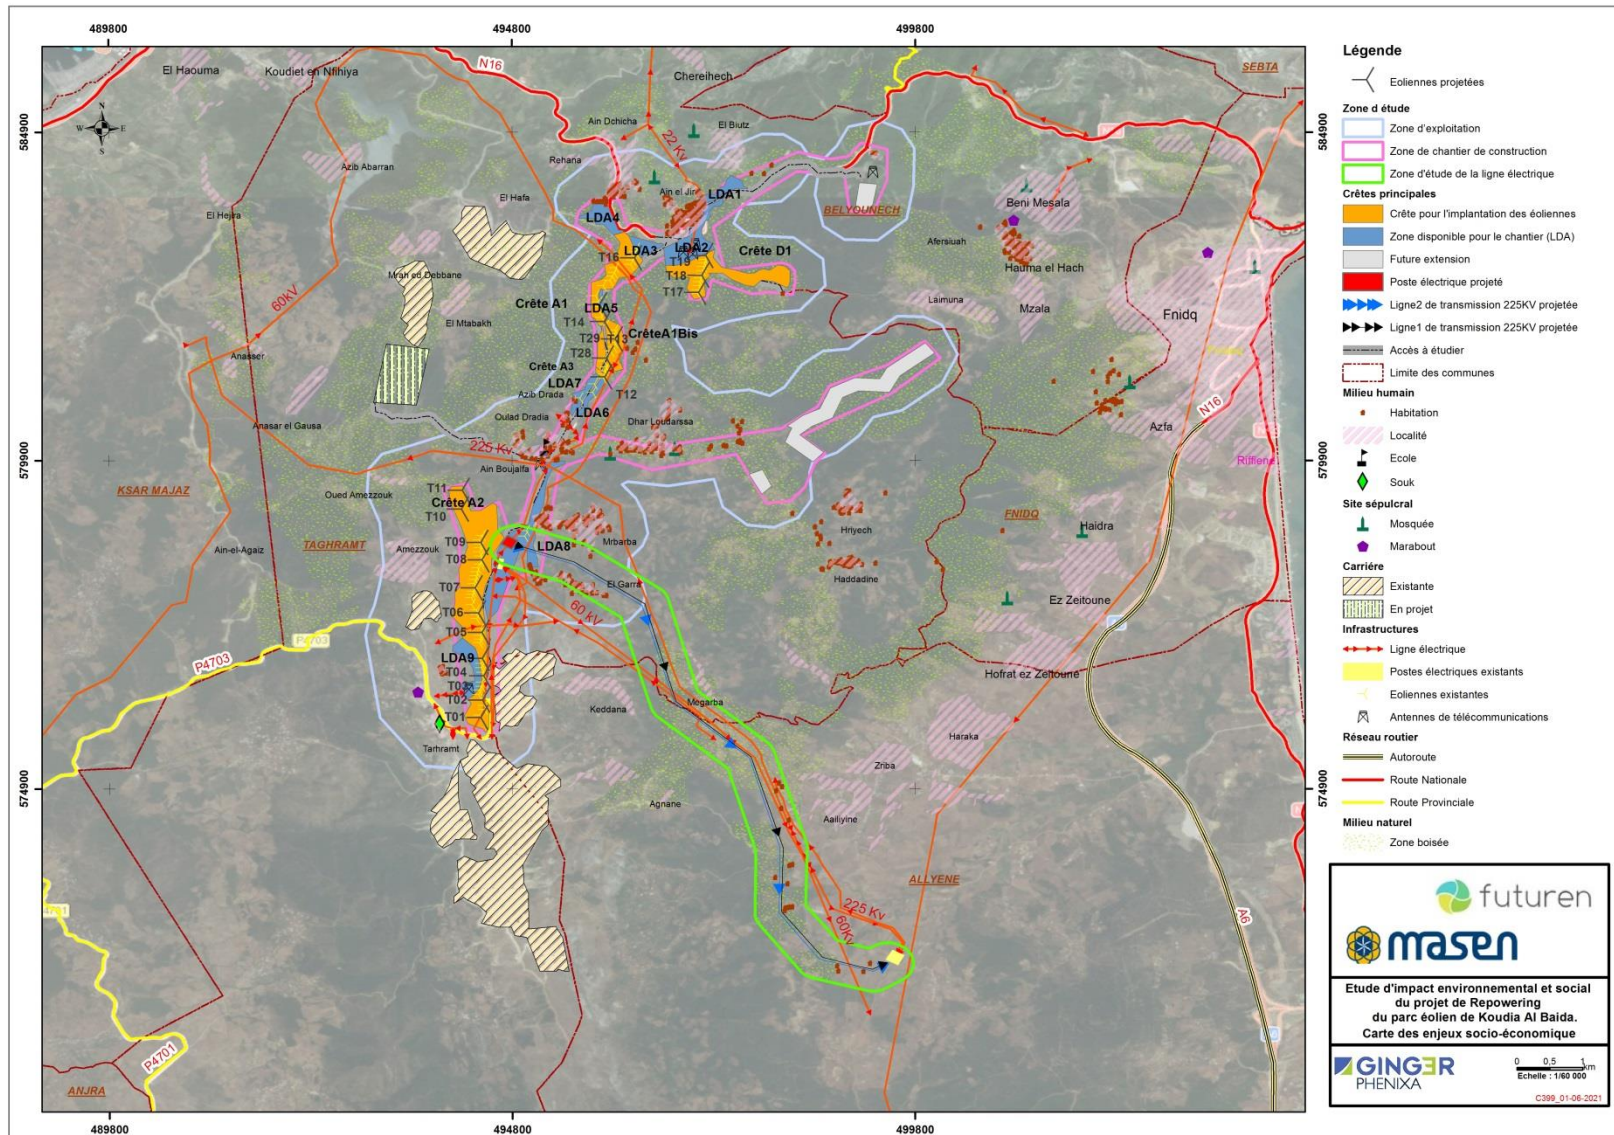 489800
494800
499800
584900
579900
574900
584900
579900
574900
489800
494800
499800
N
W
E
S
El Haouma
Koudiet en Nfihiya
N16
Chereihech
SEBTA
Ain Dchicha
El Biutz
22 Kv
Rehana
Azib Abarran
Ain el Jir
LDA1
El Hafa
El Hejira
LDA4
BELYOUNECH
Beni Mesala
Afersiuah
LDA3
LDA2
Crête D1
T16
T19
T18
T17
Hauma el Hach
Mrah ed Debbane
60kV
Crête A1
LDA5
Laimuna
Mzala
Fnidq
El Mtabakh
T14
CrêteA1Bis
T29
T13
T28
Anasser
Crête A3
LDA7
Azib Drada
T12
Oulad Dradia
LDA6
Dhar Loudarssa
Anasar el Gausa
N16
Azfa
225 Kv
Ain Boujalfa
Rifflene
KSAR MAJAZ
Oued Amezzouk
T11
Crête A2
T10
FNIDQ
Haidra
Hriyech
TAGHRAMT
Ain-el-Agaiz
Amezzouk
T09
LDA8
Mrbarba
T08
Haddadine
T07
El Garra
Ez Zeitoune
T06
60 kV
T05
P4703
P4703
LDA9
T04
T03
T02
T01
Hofrat ez Zeitoune
Keddana
Megarba
Haraka
Tarhramt
Zriba
Agnane
Aailiyine
ALLYENE
225 Kv
60Kv
A6
P4701
ANJRA
Légende
Eoliennes projetées
Zone d étude
Zone d'exploitation
Zone de chantier de construction
Zone d'étude de la ligne électrique
Crêtes principales
Crête pour l'implantation des éoliennes
Zone disponible pour le chantier (LDA)
Future extension
Poste électrique projeté
Ligne2 de transmission 225KV projetée
Ligne1 de transmission 225KV projetée
Accès à étudier
Limite des communes
Milieu humain
Habitation
Localité
Ecole
Souk
Site sépulcral
Mosquée
Marabout
Carriére
Existante
En projet
Infrastructures
Ligne électrique
Postes électriques existants
Eoliennes existantes
Antennes de télécommunications
Réseau routier
Autoroute
Route Nationale
Route Provinciale
Milieu naturel
Zone boisée
futuren
masen
Etude d'impact environnemental et social
du projet de Repowering
du parc éolien de Koudia Al Baida.
Carte des enjeux socio-économique
GINGER
PHENIXA
0 0,5 1
km
Echelle : 1/60 000
C399_01-06-2021